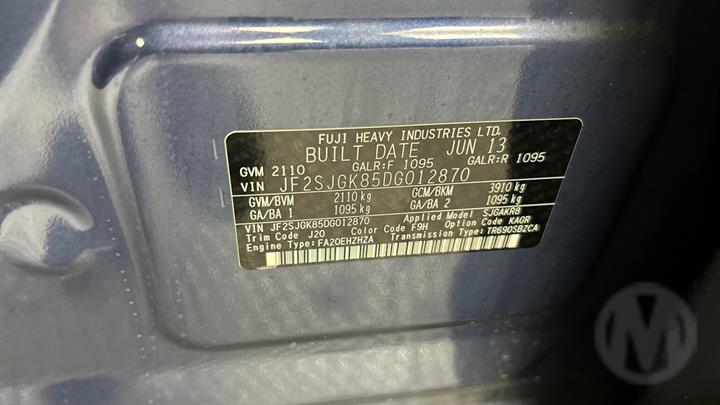 FUJI HEAVY INDUSTRIES LTD.
BUILT DATE JUN 13
GVM 2110 GALR:F 1095 GALR:R 1095
VIN JF2SJGK85DG012870
GVM/BVM 2110 kg GCM/BKM 3910 kg
GA/BA 1 1095 kg GA/BA 2 1095 kg
VIN JF2SJGK85DG012870 Applied Model SJGAKR8
Trim Code J20 Color Code F9H Option Code KAGR
Engine Type:FA20EHZHZA Transmission Type:TR690SBZCA
M